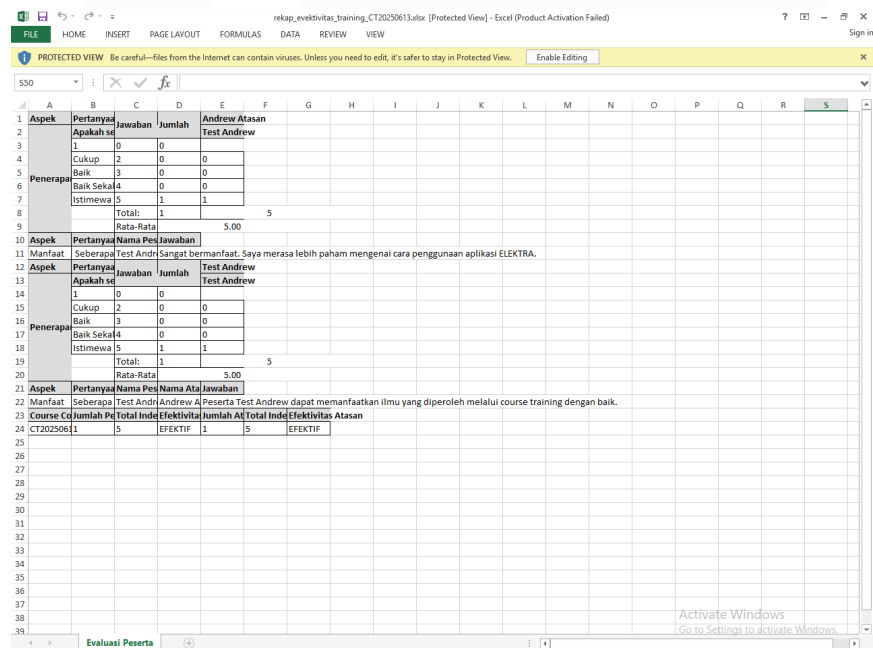 rekap_evektivitas_training_CT20250613.xlsx [Protected View] - Excel (Product Activation Failed)
FILE HOME INSERT PAGE LAYOUT FORMULAS DATA REVIEW VIEW Sign in
PROTECTED VIEW Be careful—files from the Internet can contain viruses. Unless you need to edit, it's safer to stay in Protected View. Enable Editing
S50 fx
A B C D E F G H I J K L M N O P Q R S
1 Aspek Pertanyaa Jawaban Jumlah Andrew Atasan
2 Apakah se Test Andrew
3 1 0 0
4 Cukup 2 0 0
5 Penerapa Baik 3 0 0
6 Baik Sekal 4 0 0
7 Istimewa 5 1 1
8 Total: 1 5
9 Rata-Rata 5.00
10 Aspek Pertanyaa Nama Pes Jawaban
11 Manfaat Seberapa Test Andr Sangat bermanfaat. Saya merasa lebih paham mengenai cara penggunaan aplikasi ELEKTRA.
12 Aspek Pertanyaa Jawaban Jumlah Test Andrew
13 Apakah se Test Andrew
14 1 0 0
15 Cukup 2 0 0
16 Penerapa Baik 3 0 0
17 Baik Sekal 4 0 0
18 Istimewa 5 1 1
19 Total: 1 5
20 Rata-Rata 5.00
21 Aspek Pertanyaa Nama Pes Nama Ata Jawaban
22 Manfaat Seberapa Test Andr Andrew A Peserta Test Andrew dapat memanfaatkan ilmu yang diperoleh melalui course training dengan baik.
23 Course Co Jumlah Pe Total Inde Efektivita Jumlah At Total Inde Efektivitas Atasan
24 CT2025061 1 5 EFEKTIF 1 5 EFEKTIF
25
26
27
28
29
30
31
32
33
34
35
36
37
38
39
Activate Windows
Go to Settings to activate Windows.
Evaluasi Peserta